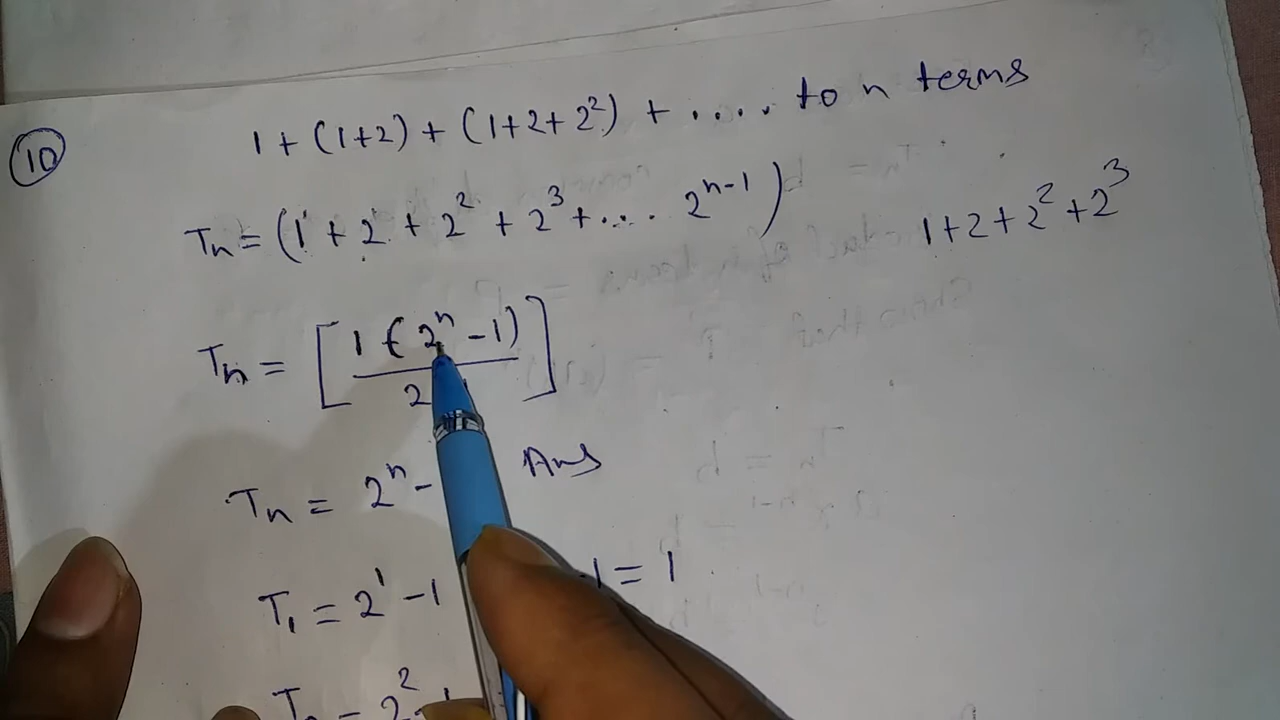 10 1 + (1+2) + (1+2+2²) + .... to n terms
Tₙ = (1 + 2 + 2² + 2³ + ... 2ⁿ⁻¹)
1+2+2²+2³
Tₙ = [1(2ⁿ-1)/2]
Tₙ = 2ⁿ - Ans
T₁ = 2¹-1 -1 = 1
= 2²